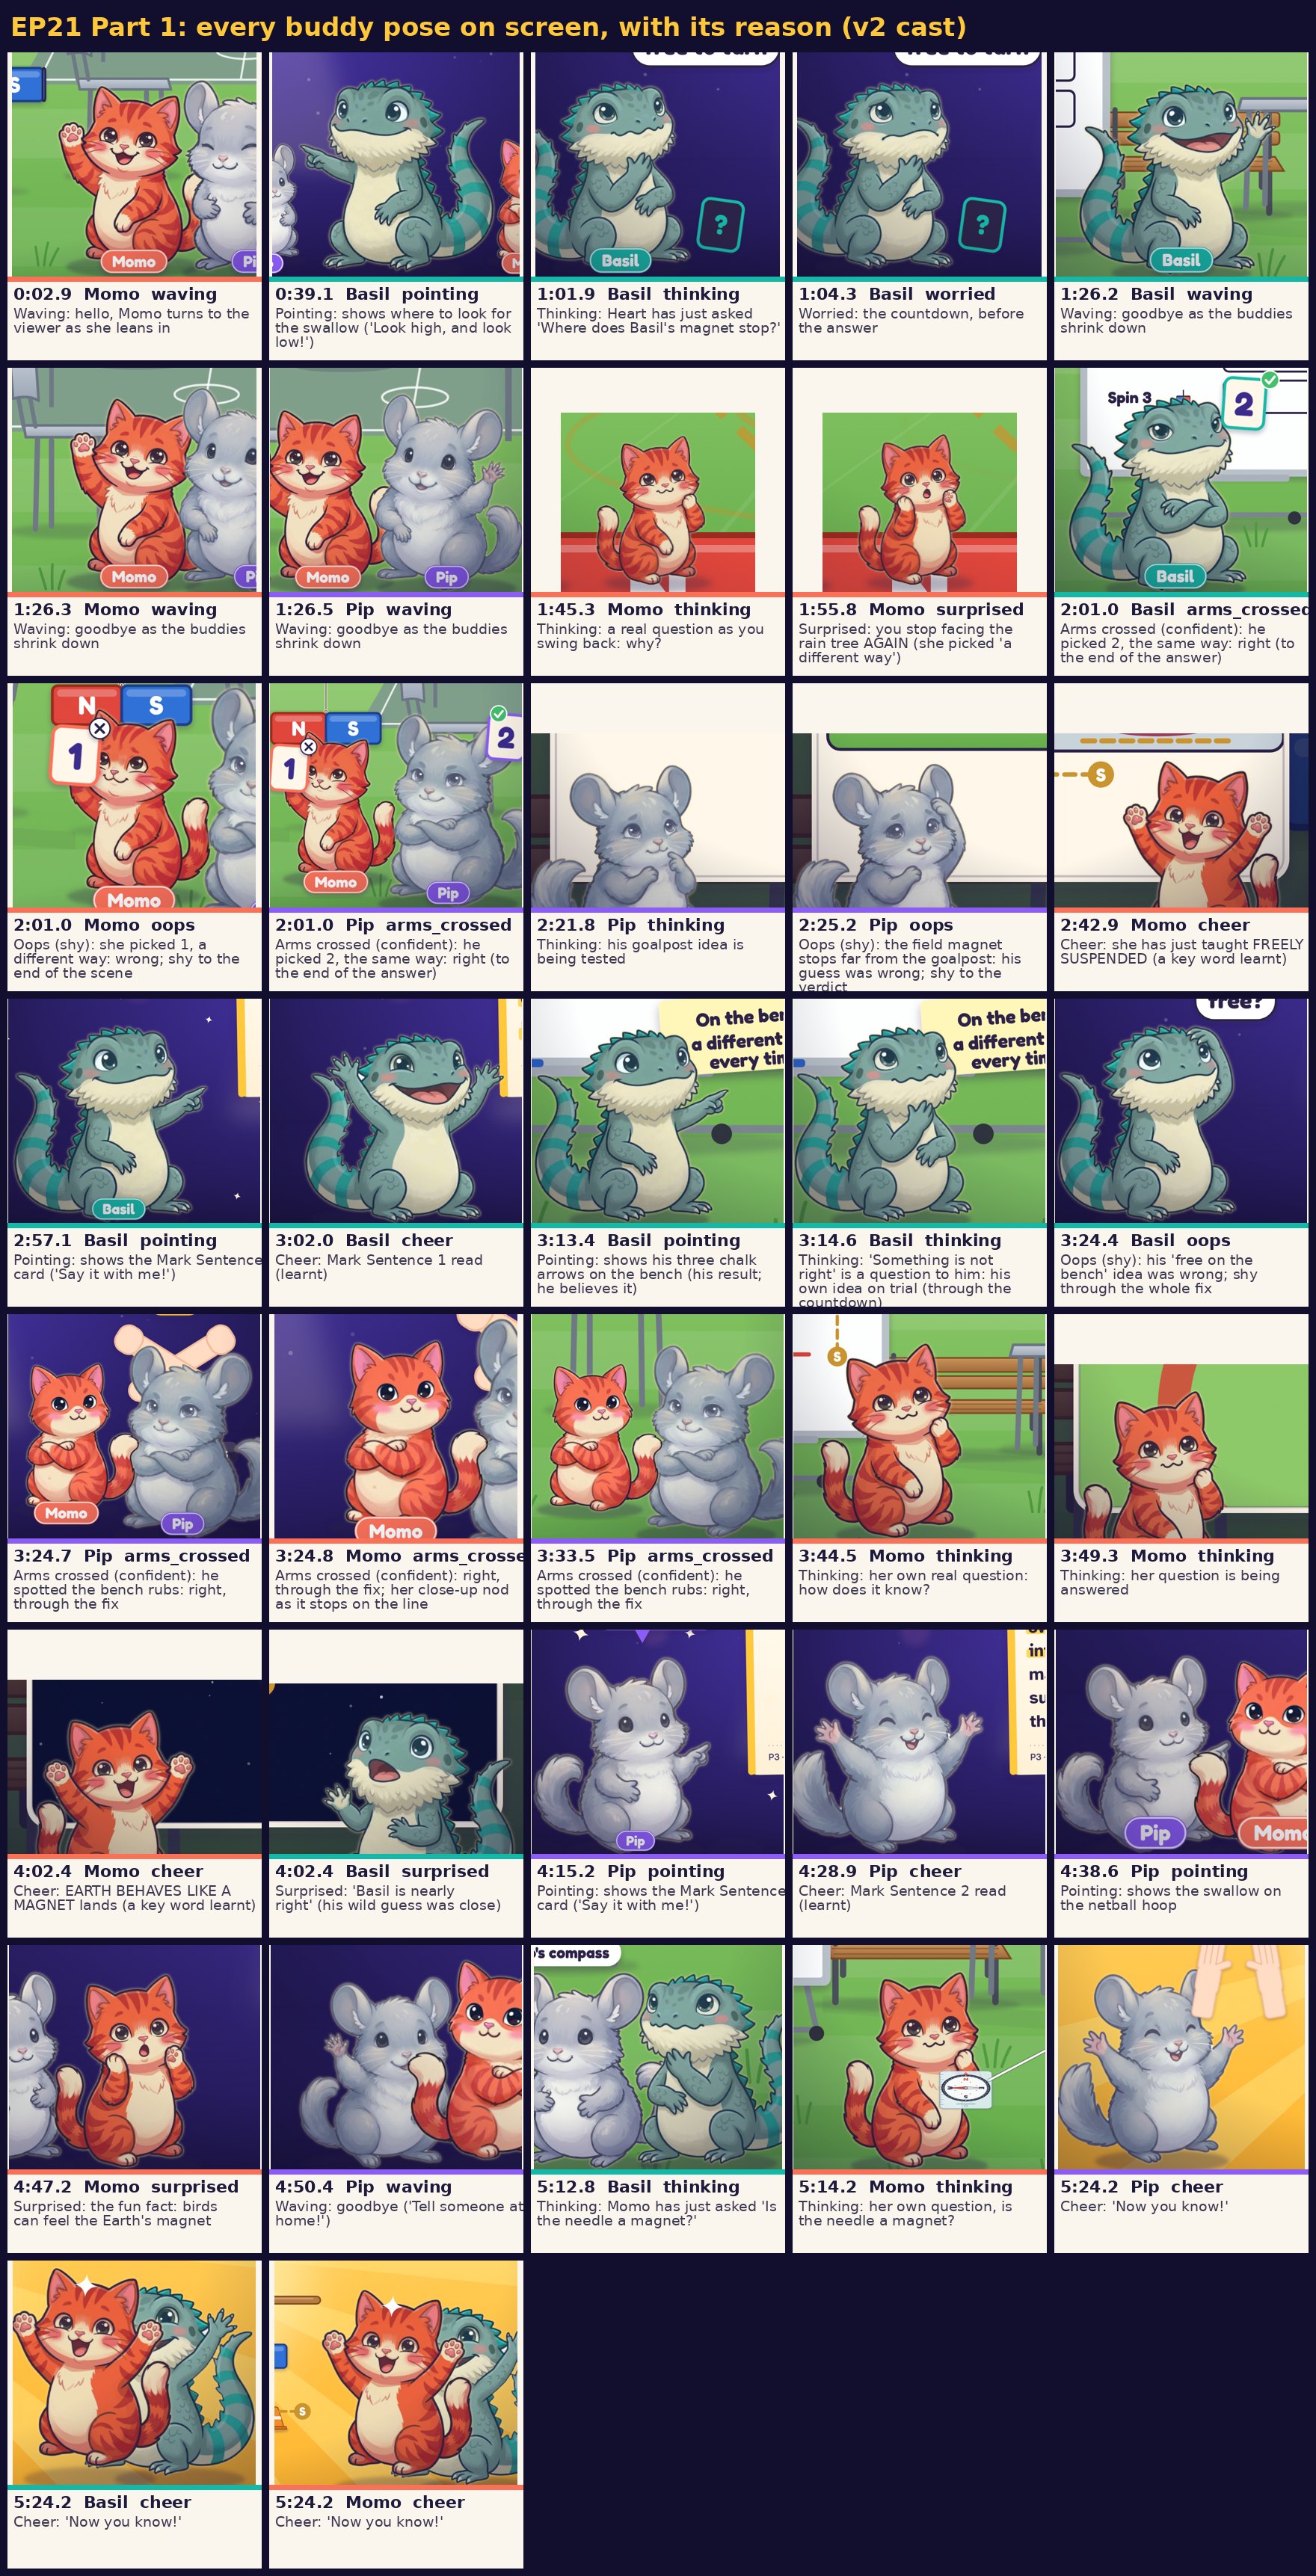 EP21 Part 1: every buddy pose on screen, with its reason (v2 cast)
S
Momo
Pi
M
?
Basil
?
Basil
0:02.9 Momo waving
Waving: hello, Momo turns to the
viewer as she leans in
0:39.1 Basil pointing
Pointing: shows where to look for
the swallow ('Look high, and look
low!')
1:01.9 Basil thinking
Thinking: Heart has just asked
'Where does Basil's magnet stop?'
1:04.3 Basil worried
Worried: the countdown, before
the answer
1:26.2 Basil waving
Waving: goodbye as the buddies
shrink down
Momo
P
Momo
Pip
Spin 3
2
Basil
1:26.3 Momo waving
Waving: goodbye as the buddies
shrink down
1:26.5 Pip waving
Waving: goodbye as the buddies
shrink down
1:45.3 Momo thinking
Thinking: a real question as you
swing back: why?
1:55.8 Momo surprised
Surprised: you stop facing the
rain tree AGAIN (she picked 'a
different way')
2:01.0 Basil arms_crossed
Arms crossed (confident): he
picked 2, the same way: right (to
the end of the answer)
N S
1
Momo
N S
1
2
Momo
Pip
S
2:01.0 Momo oops
Oops (shy): she picked 1, a
different way: wrong; shy to the
end of the scene
2:01.0 Pip arms_crossed
Arms crossed (confident): he
picked 2, the same way: right (to
the end of the answer)
2:21.8 Pip thinking
Thinking: his goalpost idea is
being tested
2:25.2 Pip oops
Oops (shy): the field magnet
stops far from the goalpost: his
guess was wrong; shy to the
verdict
2:42.9 Momo cheer
Cheer: she has just taught FREELY
SUSPENDED (a key word learnt)
Basil
On the ber
a different
every tin
On the ber
a different
every tin
free?
2:57.1 Basil pointing
Pointing: shows the Mark Sentence
card ('Say it with me!')
3:02.0 Basil cheer
Cheer: Mark Sentence 1 read
(learnt)
3:13.4 Basil pointing
Pointing: shows his three chalk
arrows on the bench (his result;
he believes it)
3:14.6 Basil thinking
Thinking: 'Something is not
right' is a question to him: his
own idea on trial (through the
countdown)
3:24.4 Basil oops
Oops (shy): his 'free on the
bench' idea was wrong; shy
through the whole fix
Momo
Pip
Momo
S
3:24.7 Pip arms_crossed
Arms crossed (confident): he
spotted the bench rubs: right,
through the fix
3:24.8 Momo arms_crosse
Arms crossed (confident): right,
through the fix; her close-up nod
as it stops on the line
3:33.5 Pip arms_crossed
Arms crossed (confident): he
spotted the bench rubs: right,
through the fix
3:44.5 Momo thinking
Thinking: her own real question:
how does it know?
3:49.3 Momo thinking
Thinking: her question is being
answered
P3
Pip
in
m
su
th
P3
Pip
Momo
4:02.4 Momo cheer
Cheer: EARTH BEHAVES LIKE A
MAGNET lands (a key word learnt)
4:02.4 Basil surprised
Surprised: 'Basil is nearly
right' (his wild guess was close)
4:15.2 Pip pointing
Pointing: shows the Mark Sentence
card ('Say it with me!')
4:28.9 Pip cheer
Cheer: Mark Sentence 2 read
(learnt)
4:38.6 Pip pointing
Pointing: shows the swallow on
the netball hoop
's compass
4:47.2 Momo surprised
Surprised: the fun fact: birds
can feel the Earth's magnet
4:50.4 Pip waving
Waving: goodbye ('Tell someone at
home!')
5:12.8 Basil thinking
Thinking: Momo has just asked 'Is
the needle a magnet?'
5:14.2 Momo thinking
Thinking: her own question, is
the needle a magnet?
5:24.2 Pip cheer
Cheer: 'Now you know!'
S
5:24.2 Basil cheer
Cheer: 'Now you know!'
5:24.2 Momo cheer
Cheer: 'Now you know!'